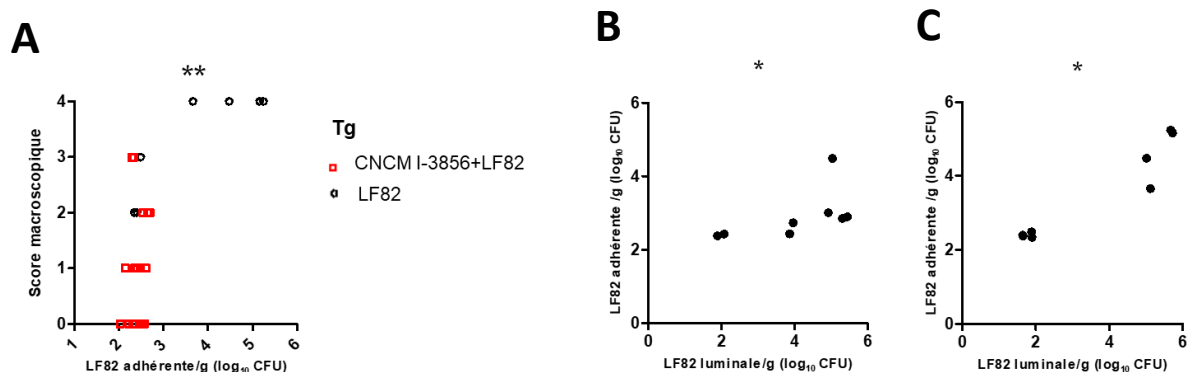 A
**
Score macroscopique
4
3
2
1
0
1
2
3
4
5
6
LF82 adhérente/g (log₁₀ CFU)
Tg
CNCM I-3856+LF82
LF82
B
*
LF82 adhérente /g (log₁₀ CFU)
6
4
2
0
0
2
4
6
LF82 luminale/g (log₁₀ CFU)
C
*
LF82 adhérente /g (log₁₀ CFU)
6
4
2
0
0
2
4
6
LF82 luminale/g (log₁₀ CFU)